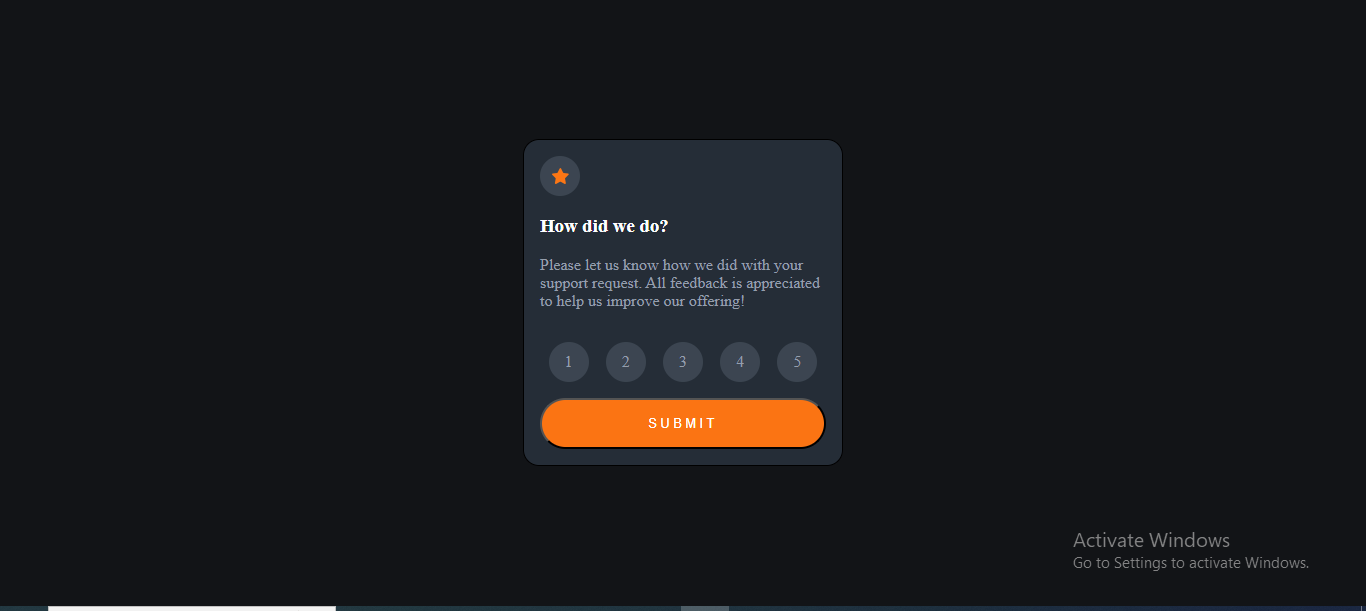 How did we do?
Please let us know how we did with your
support request. All feedback is appreciated
to help us improve our offering!
1 2 3 4 5
SUBMIT
Activate Windows
Go to Settings to activate Windows.